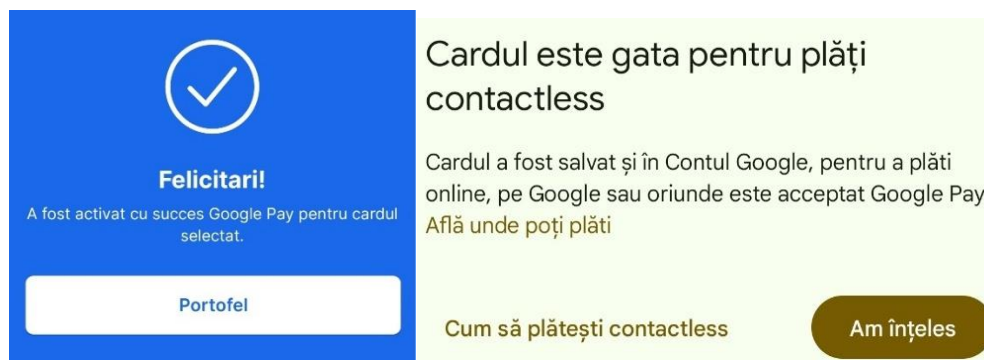 Felicitari!
A fost activat cu succes Google Pay pentru cardul
selectat.
Portofel
Cardul este gata pentru plăți
contactless
Cardul a fost salvat și în Contul Google, pentru a plăti
online, pe Google sau oriunde este acceptat Google Pay
Află unde poți plăti
Cum să plătești contactless
Am înțeles